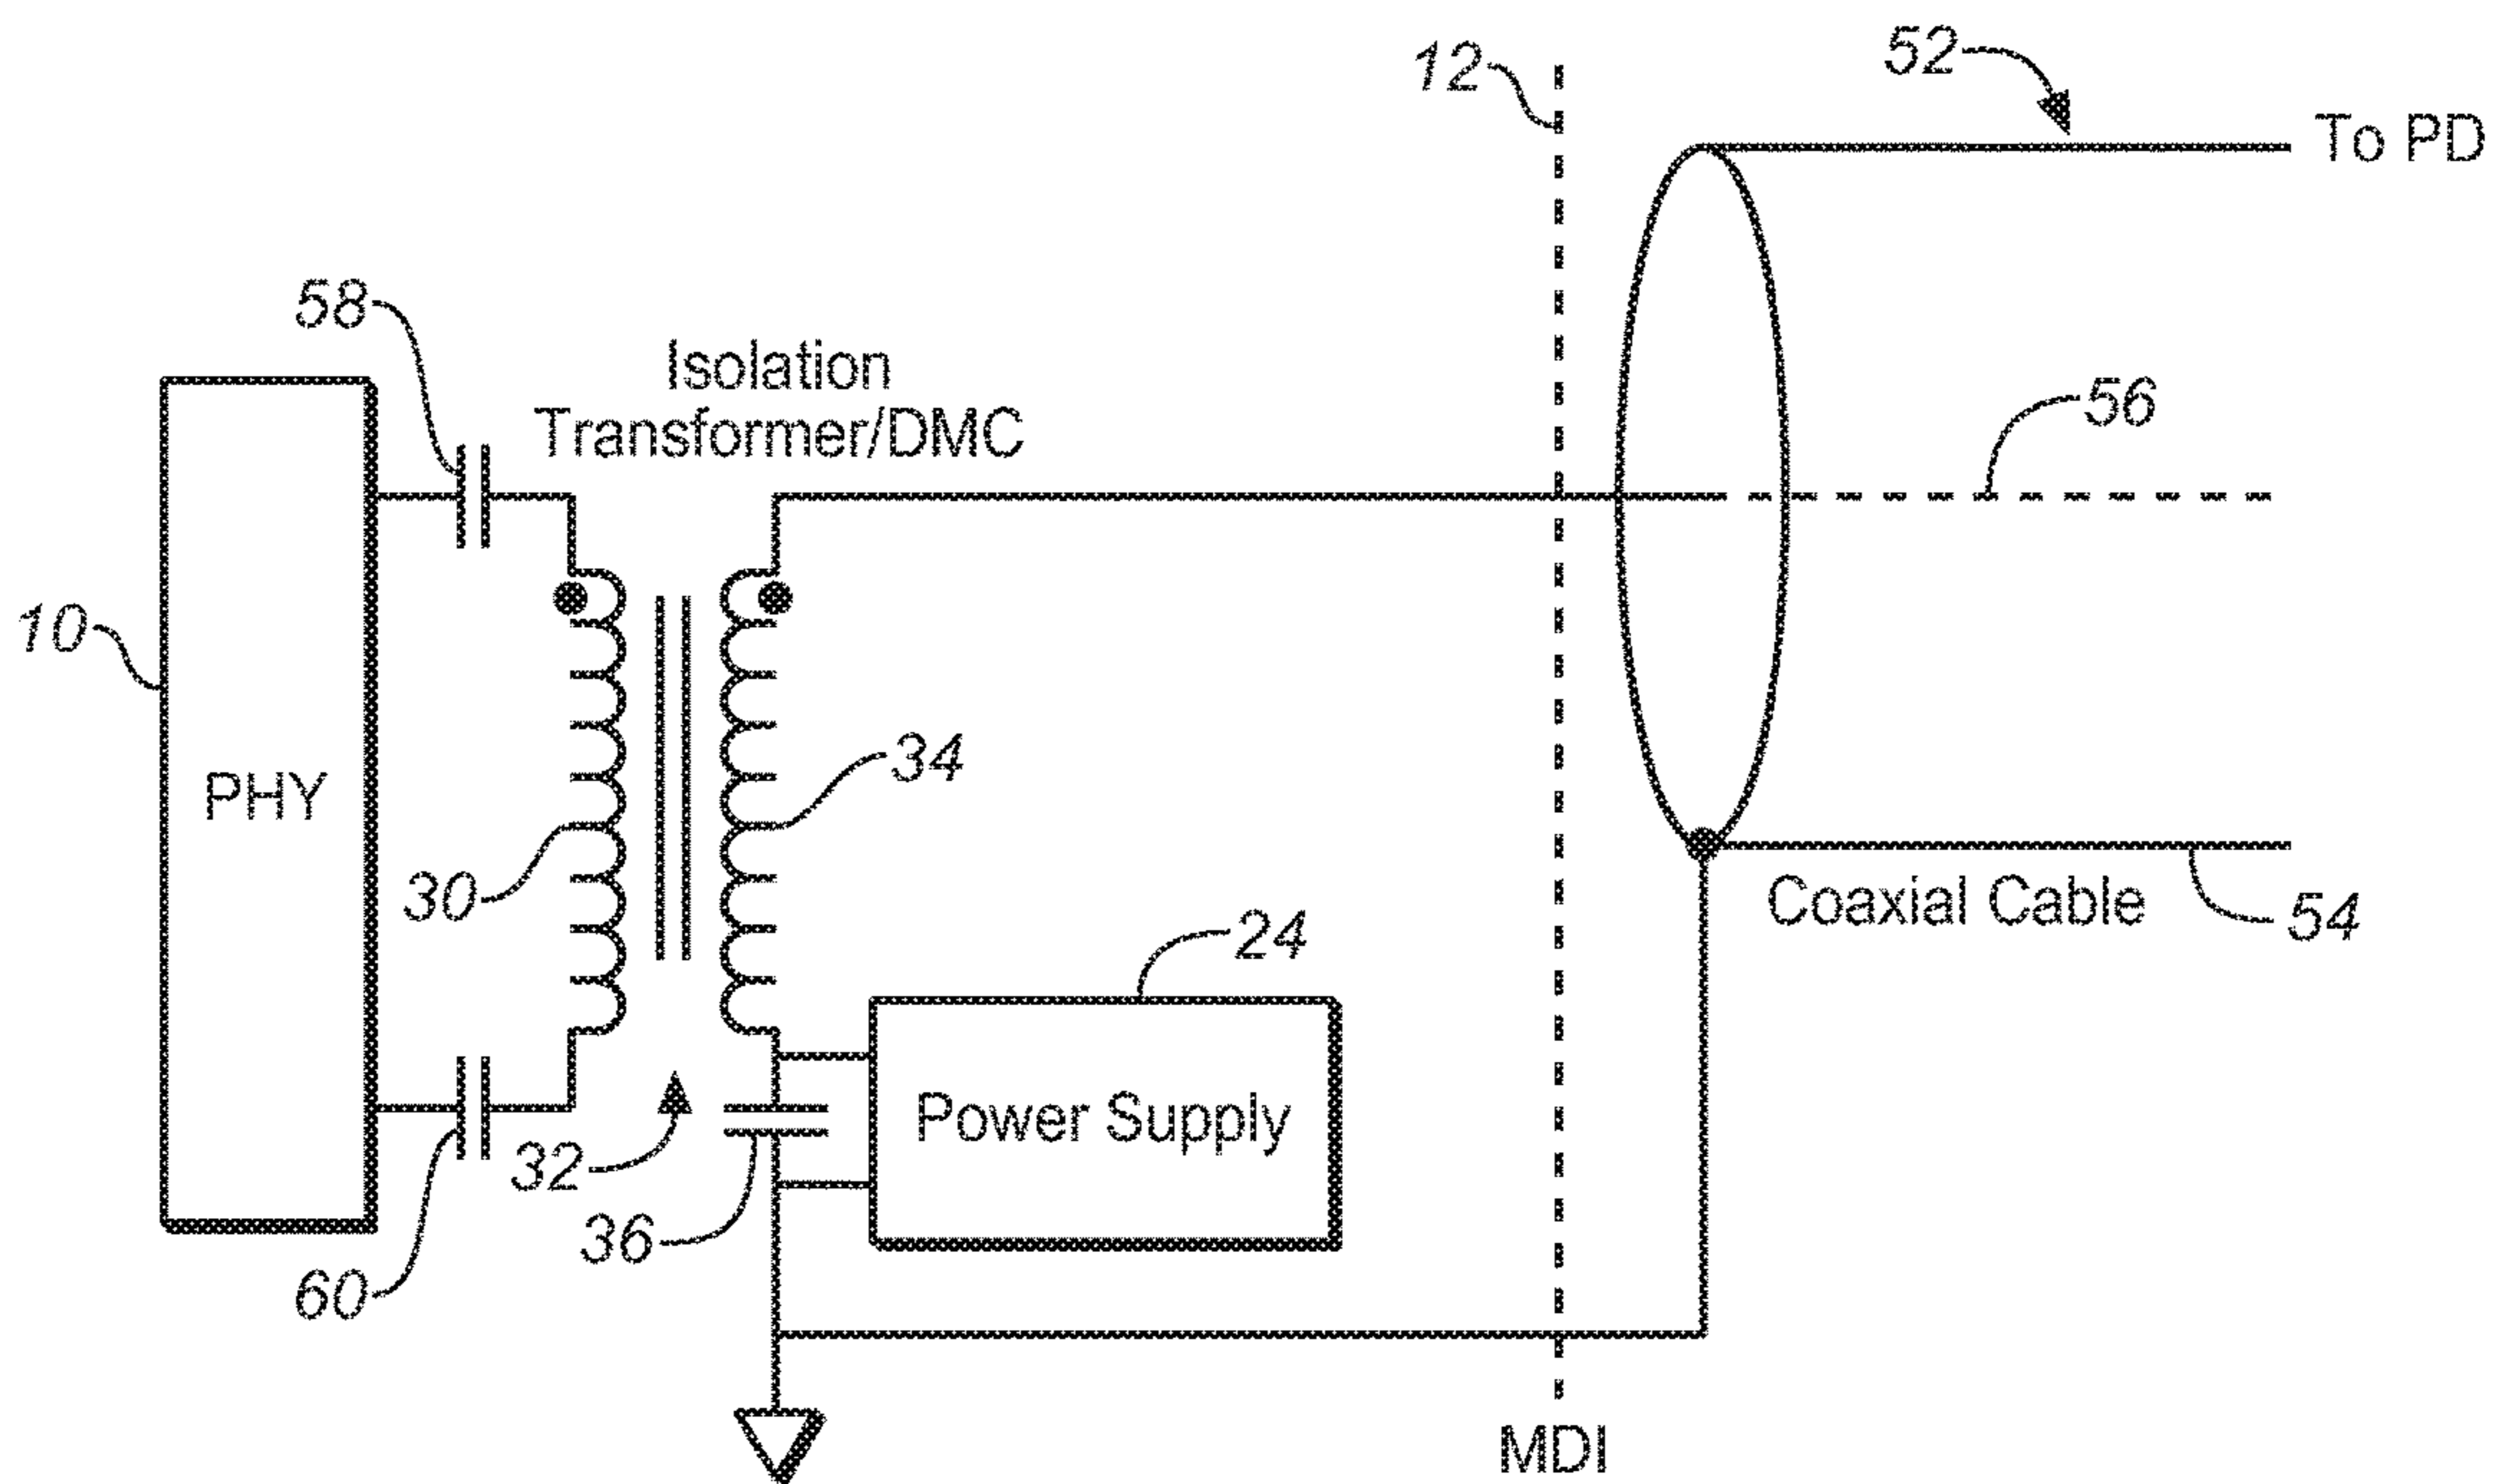 12
52
To PD
58
Isolation
Transformer/DMC
56
10
PHY
34
30
Coaxial Cable
54
24
Power Supply
32
36
60
MDI